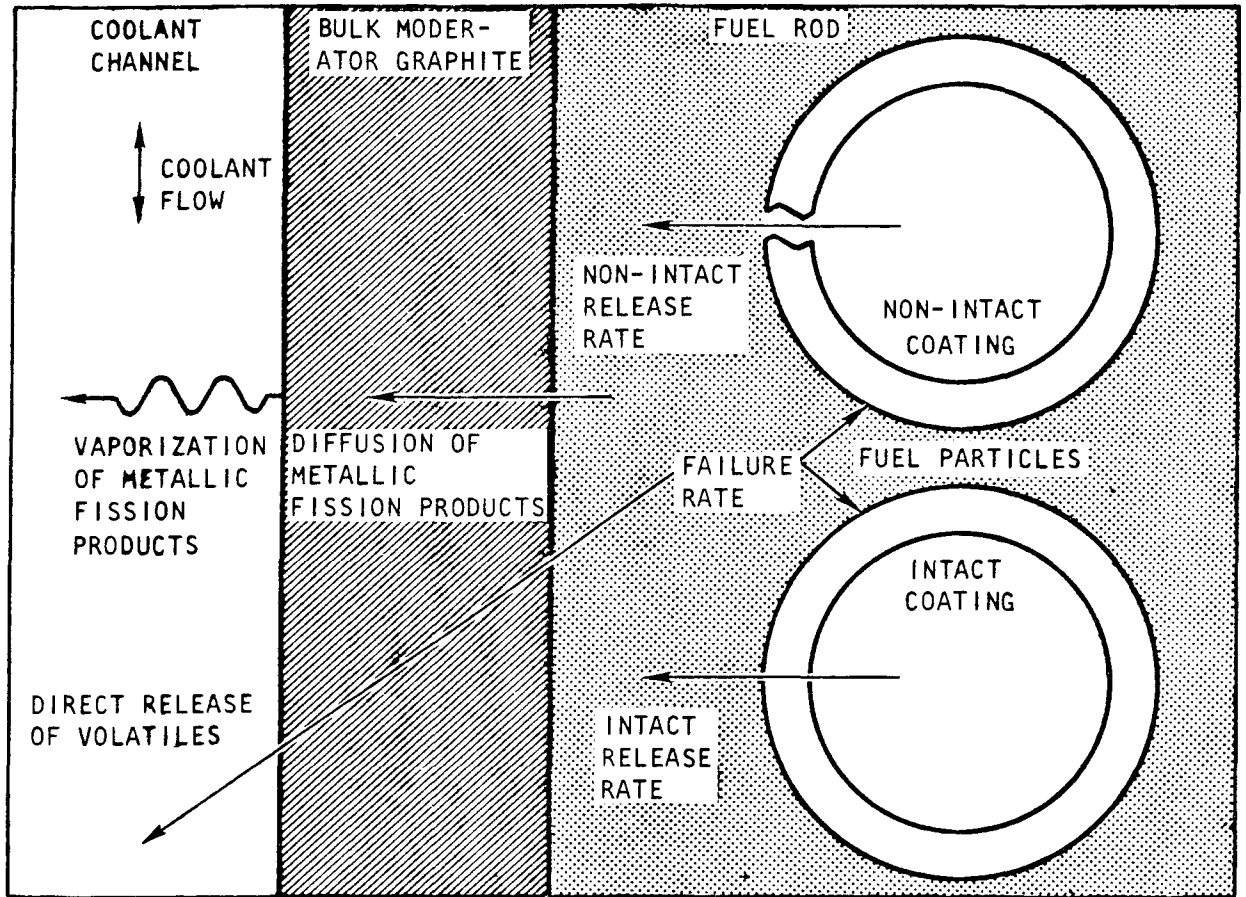 COOLANT
CHANNEL
BULK MODER-
ATOR GRAPHITE
FUEL ROD
COOLANT
FLOW
NON-INTACT
RELEASE
RATE
NON-INTACT
COATING
VAPORIZATION
OF METALLIC
FISSION
PRODUCTS
DIFFUSION OF
METALLIC
FISSION PRODUCTS
FAILURE
RATE
FUEL PARTICLES
INTACT
COATING
DIRECT RELEASE
OF VOLATILES
INTACT
RELEASE
RATE